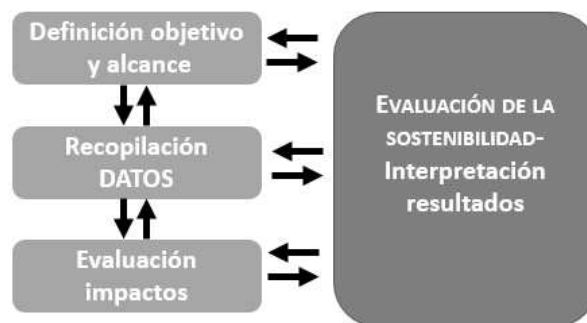 Definición objetivo
y alcance
Recopilación
DATOS
Evaluación
impactos
EVALUACIÓN DE LA
SOSTENIBILIDAD-
Interpretación
resultados